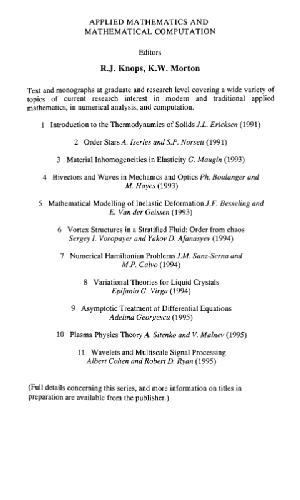 APPLIED MATHEMATICS AND
MATHEMATICAL COMPUTATION
Editors
R.J. Knops, K.W. Morton
Text and monographs at graduate and research level covering a wide variety of
topics of current research interest in modern and traditional applied
mathematics, in numerical analysis, and computation.
1 Introduction to the Thermodynamics of Solids J.L. Ericksen (1991)
2 Order Stars A. Iserles and S.P. Norsett (1991)
3 Material Inhomogeneities in Elasticity G. Maugin (1993)
4 Bivectors and Waves in Mechanics and Optics Ph. Boulanger and
M. Hayes (1993)
5 Mathematical Modelling of Inelastic Deformation J.F. Besseling and
E. Van der Geissen (1993)
6 Vortex Structures in a Stratified Fluid: Order from chaos
Sergey I. Voropayev and Yakov D. Afanasyev (1994)
7 Numerical Hamiltonian Problems J.M. Sanz-Serna and
M.P. Calvo (1994)
8 Variational Theories for Liquid Crystals
Epifanio G. Virga (1994)
9 Asymptotic Treatment of Differential Equations
Adelina Georgescu (1995)
10 Plasma Physics Theory A. Sitenko and V. Malnev (1995)
11 Wavelets and Multiscale Signal Processing
Albert Cohen and Robert D. Ryan (1995)
(Full details concerning this series, and more information on titles in
preparation are available from the publisher.)